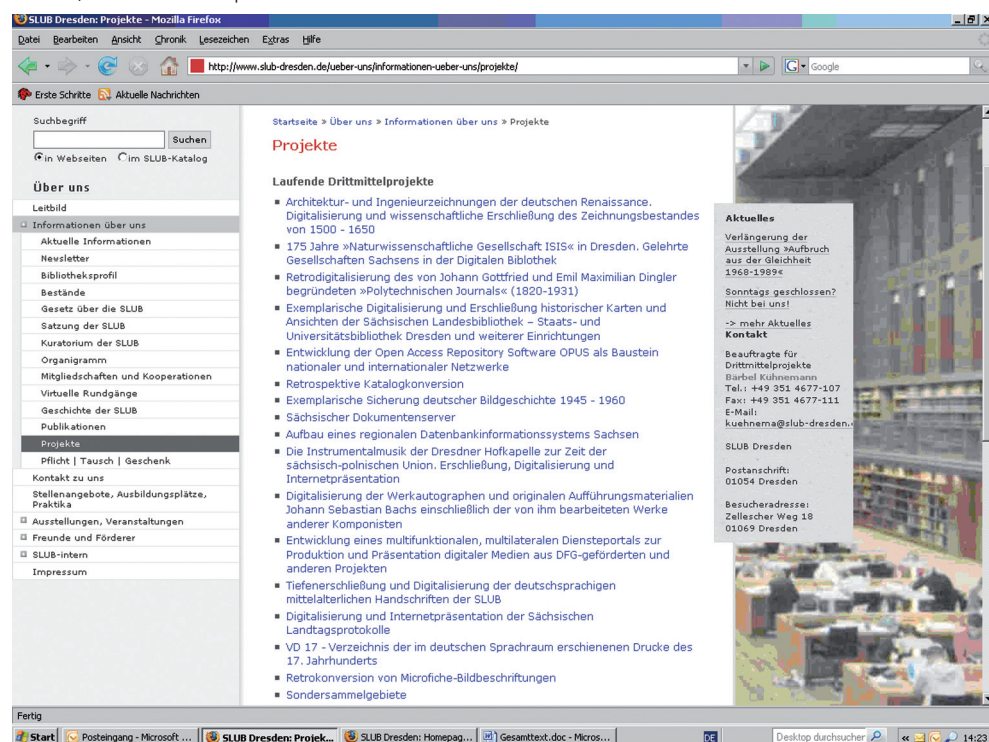 SLUB Dresden: Projekte - Mozilla Firefox
Datei Bearbeiten Ansicht Chronik Lesezeichen Extras Hilfe
http://www.slub-dresden.de/ueber-uns/informationen-ueber-uns/projekte/
Google
Erste Schritte Aktuelle Nachrichten
Suchbegriff
Suchen
in Webseiten im SLUB-Katalog
Über uns
Leitbild
Informationen über uns
Aktuelle Informationen
Newsletter
Bibliotheksprofil
Bestände
Gesetz über die SLUB
Satzung der SLUB
Kuratorium der SLUB
Organigramm
Mitgliedschaften und Kooperationen
Virtuelle Rundgänge
Geschichte der SLUB
Publikationen
Projekte
Pflicht | Tausch | Geschenk
Kontakt zu uns
Stellenangebote, Ausbildungsplätze,
Praktika
Ausstellungen, Veranstaltungen
Freunde und Förderer
SLUB-intern
Impressum
Startseite » Über uns » Informationen über uns » Projekte
Projekte
Laufende Drittmittelprojekte
Architektur- und Ingenieurzeichnungen der deutschen Renaissance.
Digitalisierung und wissenschaftliche Erschließung des Zeichnungsbestandes
von 1500 - 1650
175 Jahre »Naturwissenschaftliche Gesellschaft ISIS« in Dresden. Gelehrte
Gesellschaften Sachsens in der Digitalen Biblothek
Retrodigitalisierung des von Johann Gottfried und Emil Maximilian Dingler
begründeten »Polytechnischen Journals« (1820-1931)
Exemplarische Digitalisierung und Erschließung historischer Karten und
Ansichten der Sächsischen Landesbibliothek – Staats- und
Universitätsbibliothek Dresden und weiterer Einrichtungen
Entwicklung der Open Access Repository Software OPUS als Baustein
nationaler und internationaler Netzwerke
Retrospektive Katalogkonversion
Exemplarische Sicherung deutscher Bildgeschichte 1945 - 1960
Sächsischer Dokumentenserver
Aufbau eines regionalen Datenbankinformationssystems Sachsen
Die Instrumentalmusik der Dresdner Hofkapelle zur Zeit der
sächsisch-polnischen Union. Erschließung, Digitalisierung und
Internetpräsentation
Digitalisierung der Werkautographen und originalen Aufführungsmaterialien
Johann Sebastian Bachs einschließlich der von ihm bearbeiteten Werke
anderer Komponisten
Entwicklung eines multifunktionalen, multilateralen Diensteportals zur
Produktion und Präsentation digitaler Medien aus DFG-geförderten und
anderen Projekten
Tiefenerschließung und Digitalisierung der deutschsprachigen
mittelalterlichen Handschriften der SLUB
Digitalisierung und Internetpräsentation der Sächsischen
Landtagsprotokolle
VD 17 - Verzeichnis der im deutschen Sprachraum erschienenen Drucke des
17. Jahrhunderts
Retrokonversion von Microfiche-Bildbeschriftungen
Sondersammelgebiete
Aktuelles
Verlängerung der
Ausstellung »Aufbruch
aus der Gleichheit
1968-1989«
Sonntags geschlossen?
Nicht bei uns!
-> mehr Aktuelles
Kontakt
Beauftragte für
Drittmittelprojekte
Bärbel Kühnemann
Tel.: +49 351 4677-107
Fax: +49 351 4677-111
E-Mail:
kuehnema@slub-dresden.
SLUB Dresden
Postanschrift:
01054 Dresden
Besucheradresse:
Zellescher Weg 18
01069 Dresden
Fertig
Start Posteingang - Microsoft ... SLUB Dresden: Projek... SLUB Dresden: Homepag... Gesamttext.doc - Micros... DE Desktop durchsuchen « 14:23